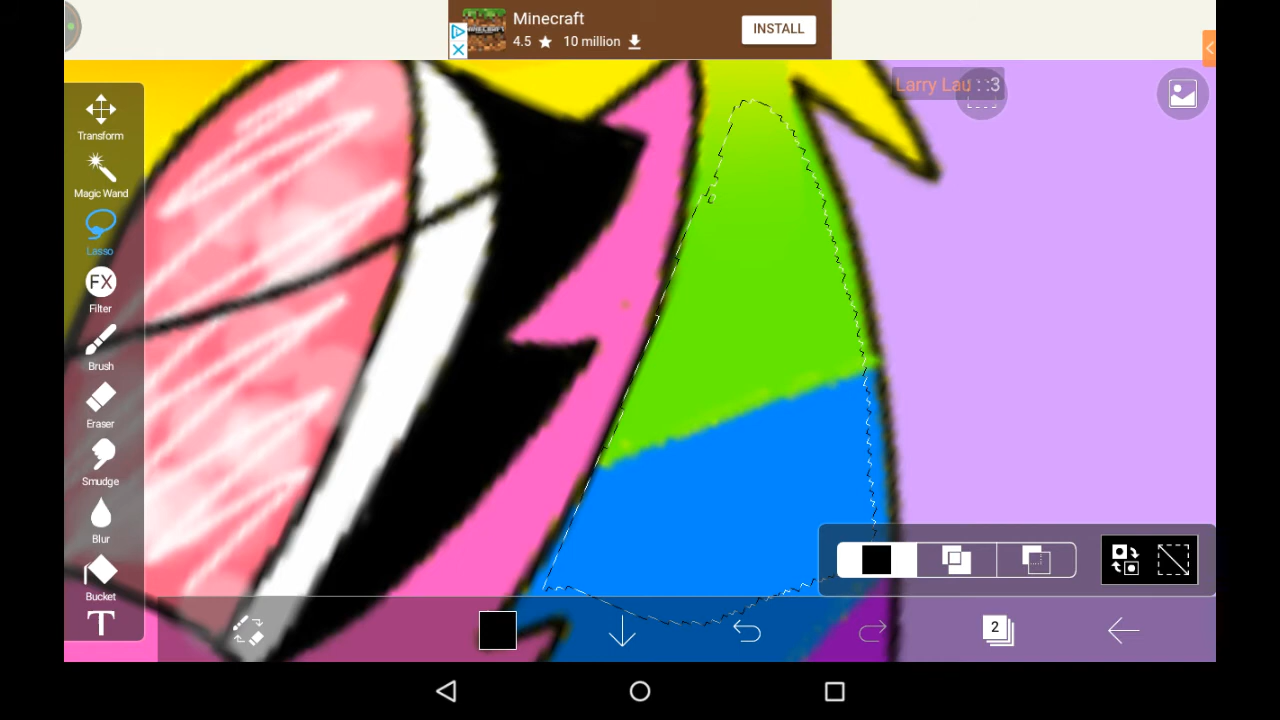 Minecraft
4.5 ★ 10 million
INSTALL
Larry Lau : :3
Transform
Magic Wand
Lasso
FX
Filter
Brush
Eraser
Smudge
Blur
Bucket
T
2